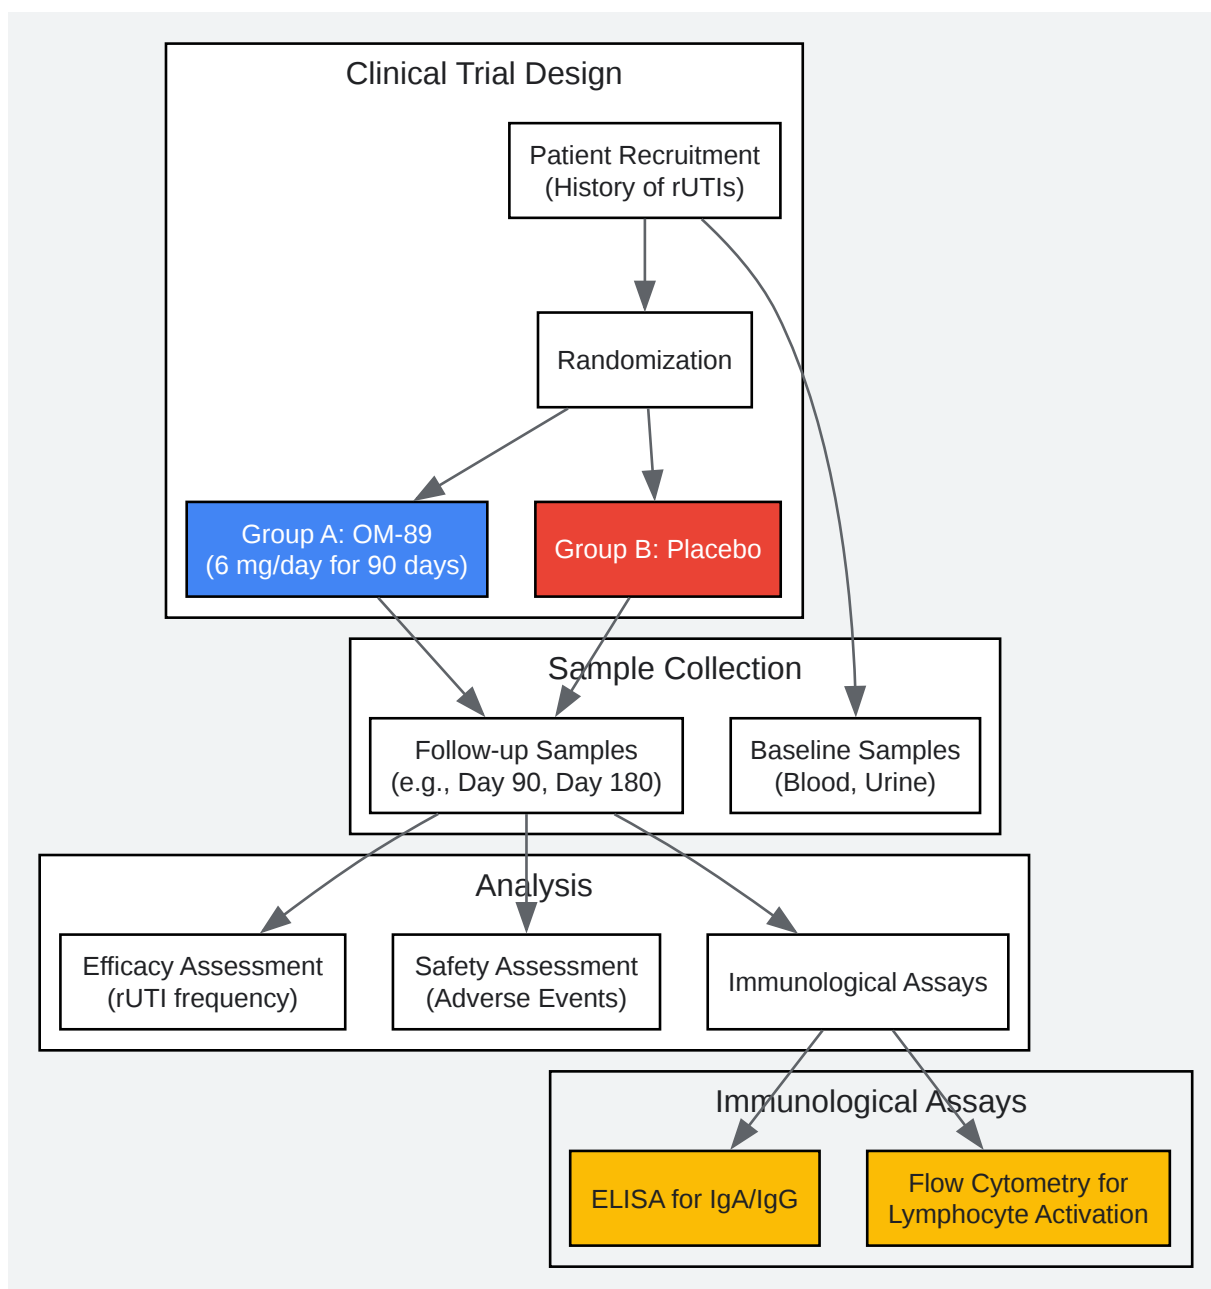 Clinical Trial Design
Patient Recruitment
(History of rUTIs)
Randomization
Group A: OM-89
(6 mg/day for 90 days)
Group B: Placebo
Sample Collection
Follow-up Samples
(e.g., Day 90, Day 180)
Baseline Samples
(Blood, Urine)
Analysis
Efficacy Assessment
(rUTI frequency)
Safety Assessment
(Adverse Events)
Immunological Assays
Immunological Assays
ELISA for IgA/IgG
Flow Cytometry for
Lymphocyte Activation